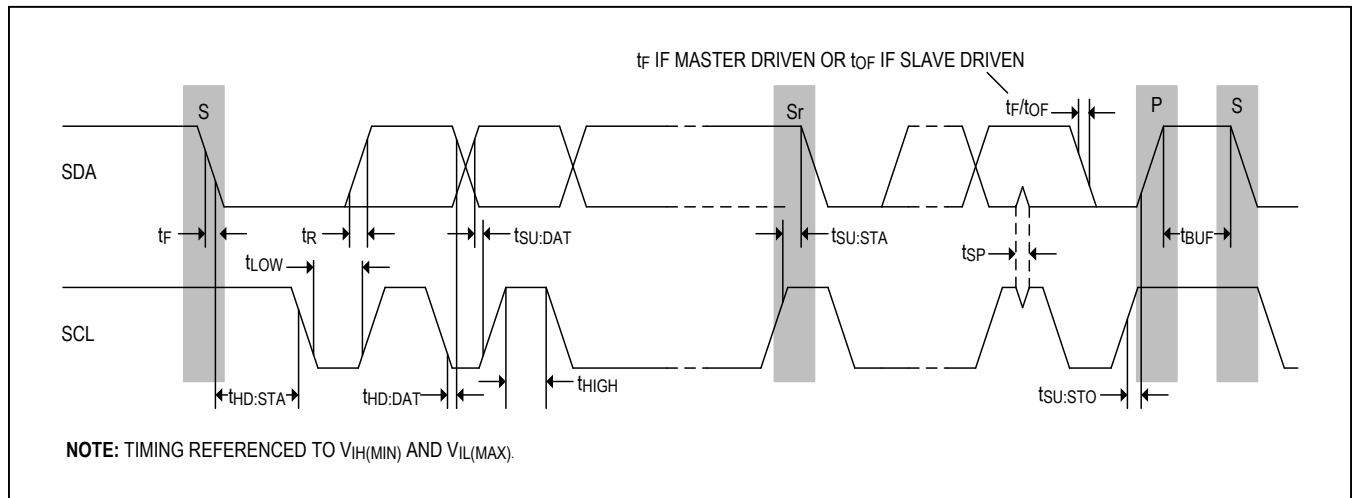 tF IF MASTER DRIVEN OR tOF IF SLAVE DRIVEN
S
Sr
tF/tOF
P
S
SDA
tF
tR
tSU:DAT
tSU:STA
tSP
tBUF
tLOW
SCL
tHD:STA
tHD:DAT
tHIGH
tSU:STO
NOTE: TIMING REFERENCED TO VIH(MIN) AND VIL(MAX).